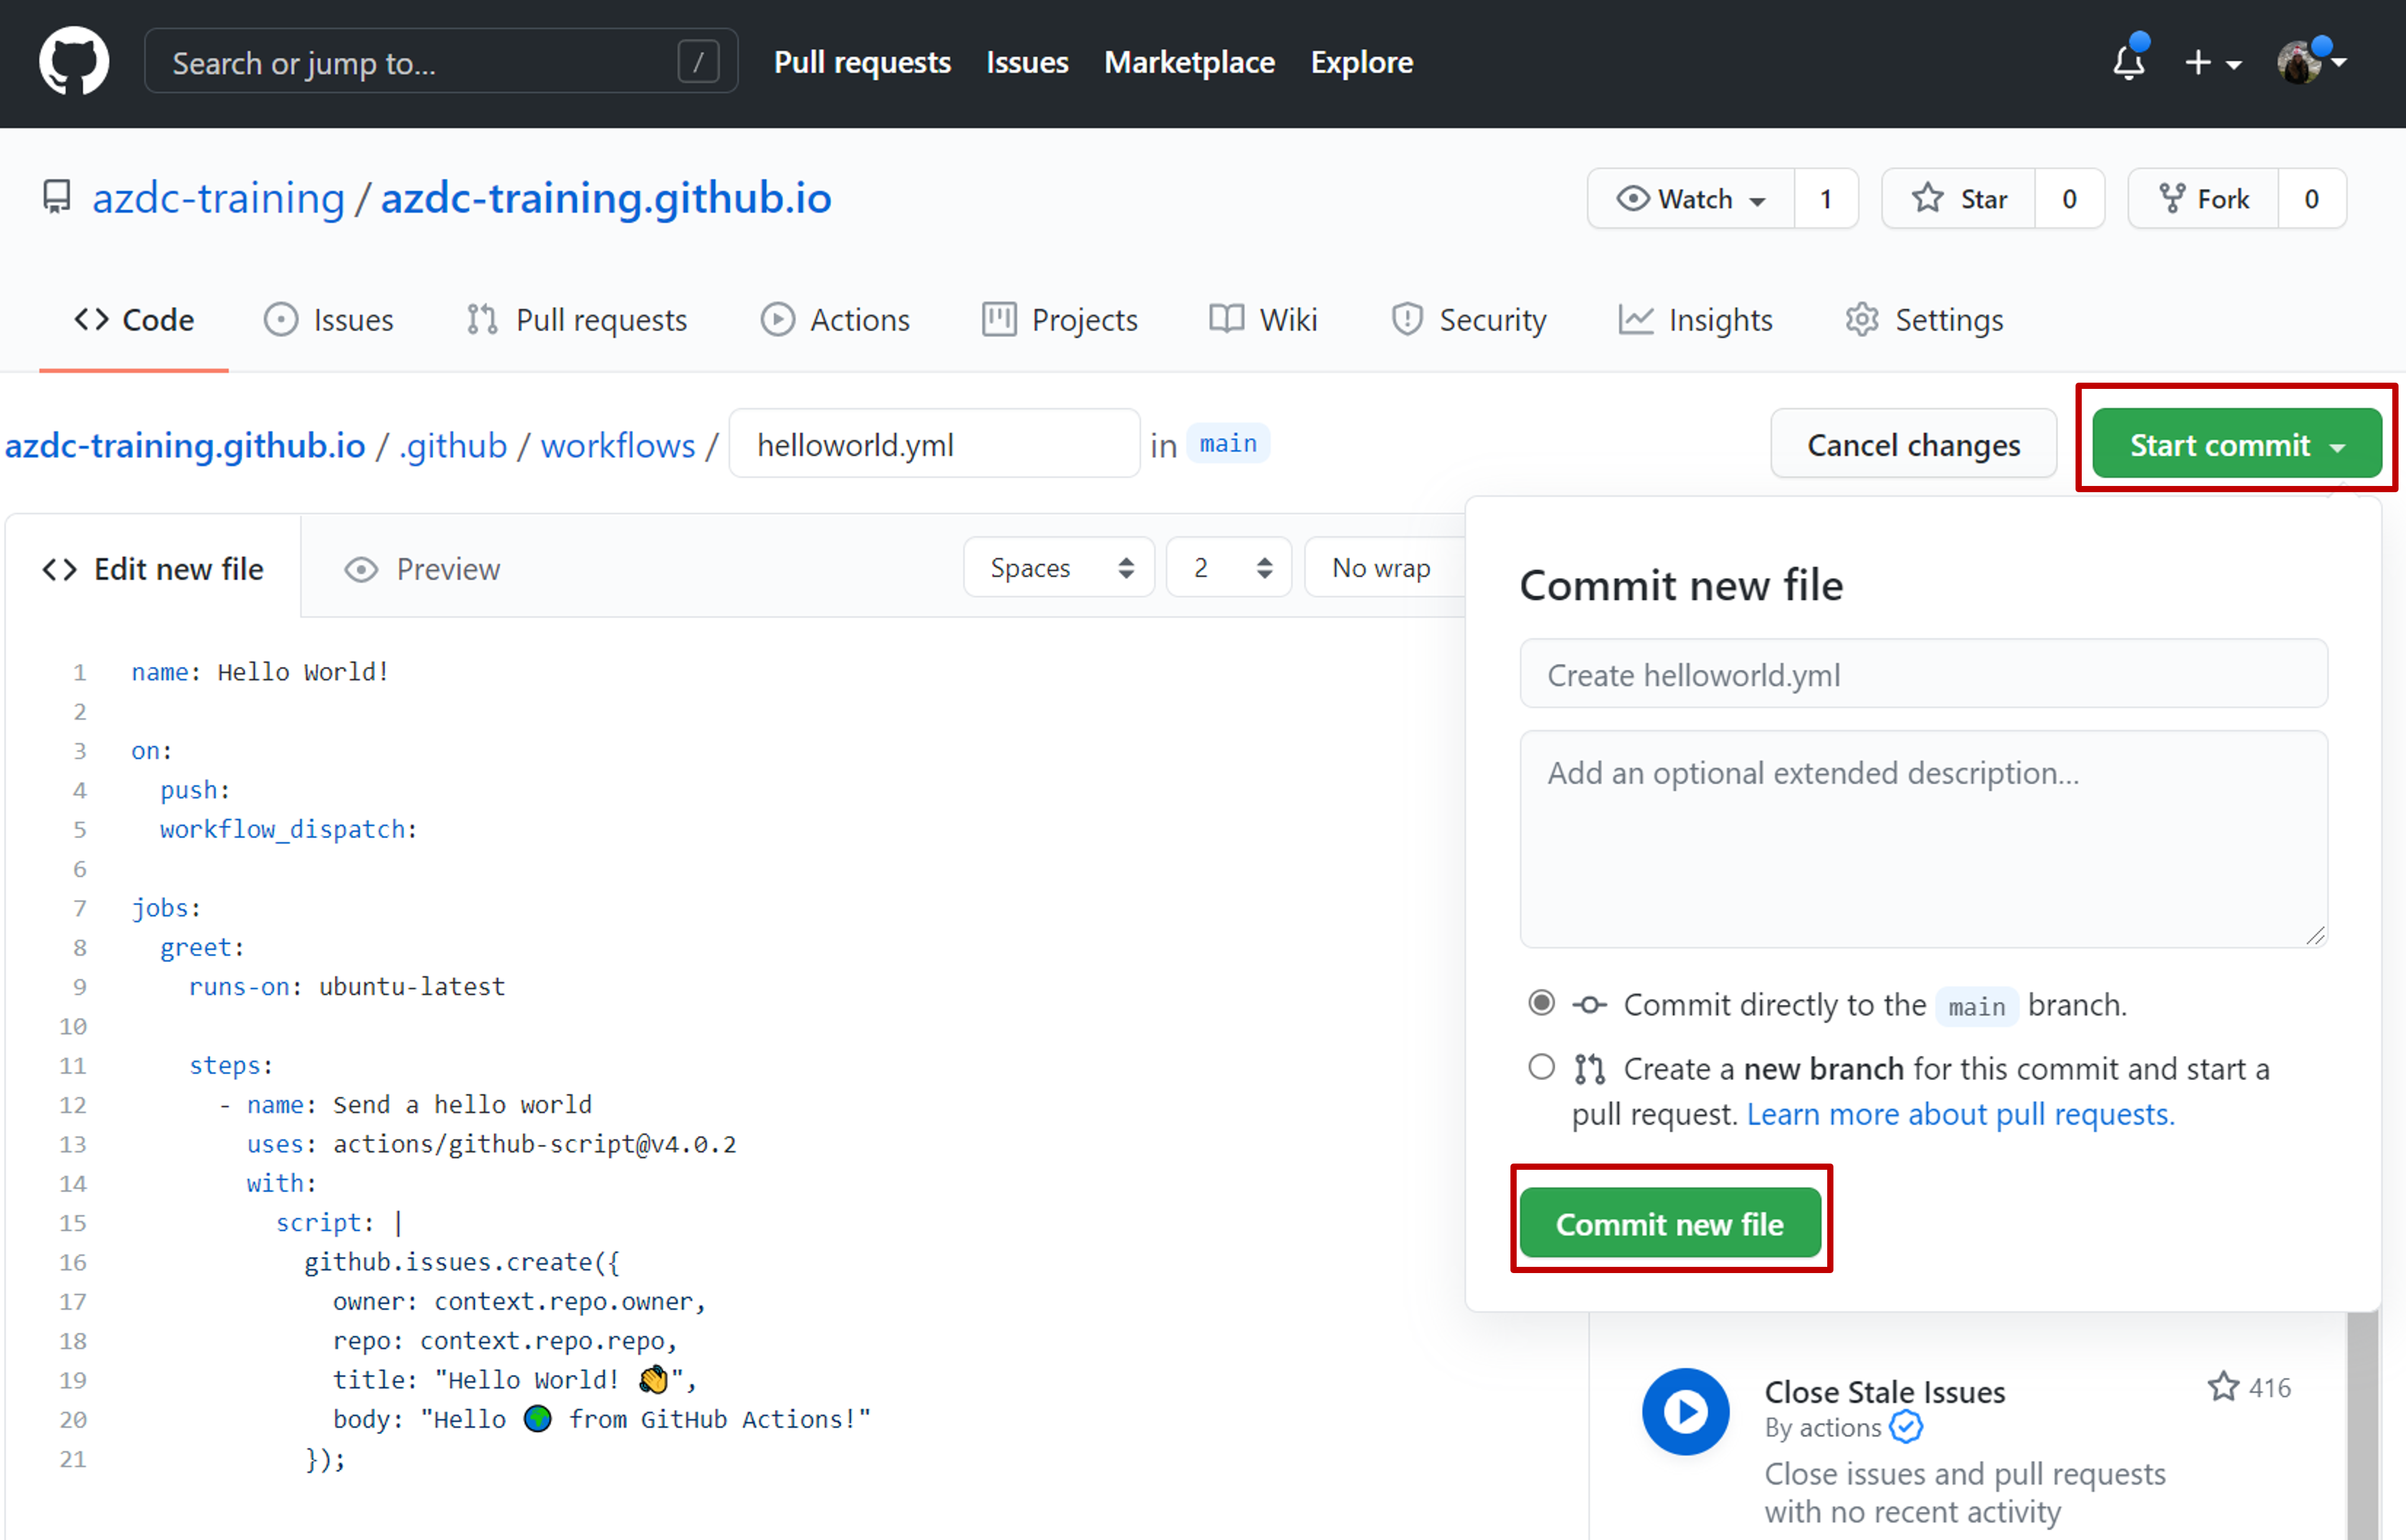 Search or jump to... /
Pull requests Issues Marketplace Explore
azdc-training / azdc-training.github.io
Watch 1 Star 0 Fork 0
Code Issues Pull requests Actions Projects Wiki Security Insights Settings
azdc-training.github.io / .github / workflows / helloworld.yml in main
Cancel changes Start commit
Edit new file Preview Spaces 2 No wrap
1 name: Hello World!
2
3 on:
4 push:
5 workflow_dispatch:
6
7 jobs:
8 greet:
9 runs-on: ubuntu-latest
10
11 steps:
12 - name: Send a hello world
13 uses: actions/github-script@v4.0.2
14 with:
15 script: |
16 github.issues.create({
17 owner: context.repo.owner,
18 repo: context.repo.repo,
19 title: "Hello World! 👋",
20 body: "Hello 🌍 from GitHub Actions!"
21 });
Commit new file
Create helloworld.yml
Add an optional extended description...
Commit directly to the main branch.
Create a new branch for this commit and start a
pull request. Learn more about pull requests.
Commit new file
Close Stale Issues 416
By actions
Close issues and pull requests
with no recent activity